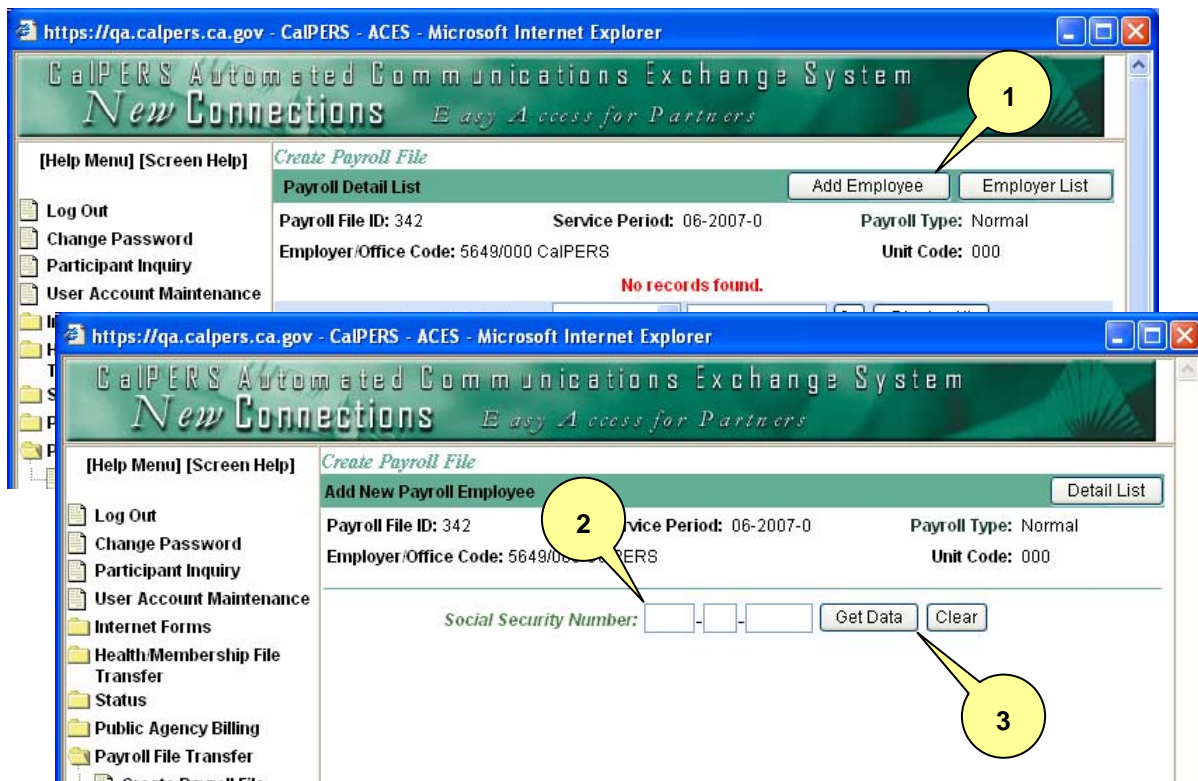 https://qa.calpers.ca.gov - CalPERS - ACES - Microsoft Internet Explorer
CalPERS Automated Communications Exchange System
New Connections Easy Access for Partners
1
[Help Menu] [Screen Help]
Create Payroll File
Payroll Detail List
Add Employee
Employer List
Log Out
Change Password
Participant Inquiry
User Account Maintenance
Payroll File ID: 342 Service Period: 06-2007-0 Payroll Type: Normal
Employer/Office Code: 5649/000 CalPERS Unit Code: 000
No records found.
https://qa.calpers.ca.gov - CalPERS - ACES - Microsoft Internet Explorer
CalPERS Automated Communications Exchange System
New Connections Easy Access for Partners
[Help Menu] [Screen Help]
Create Payroll File
Add New Payroll Employee
Detail List
Log Out
Change Password
Participant Inquiry
User Account Maintenance
Internet Forms
Health/Membership File
Transfer
Status
Public Agency Billing
Payroll File Transfer
Create Payroll File
Payroll File ID: 342 Service Period: 06-2007-0 Payroll Type: Normal
2
Employer/Office Code: 5649/000 CalPERS Unit Code: 000
Social Security Number: - - Get Data Clear
3